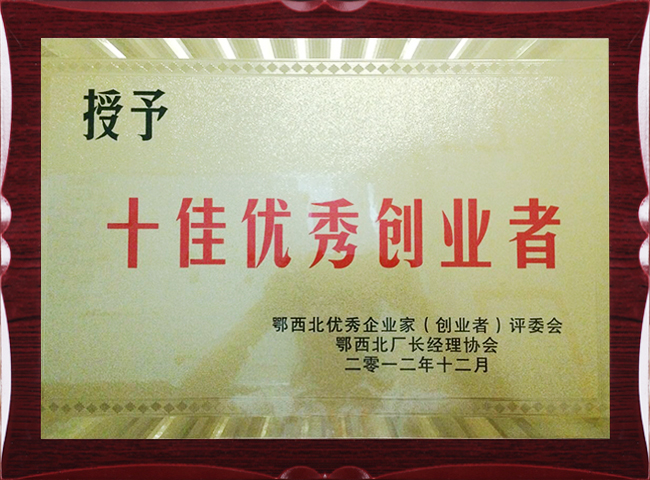 授予
十佳优秀创业者
鄂西北优秀企业家（创业者）评委会
鄂西北厂长经理协会
二零一二年十二月